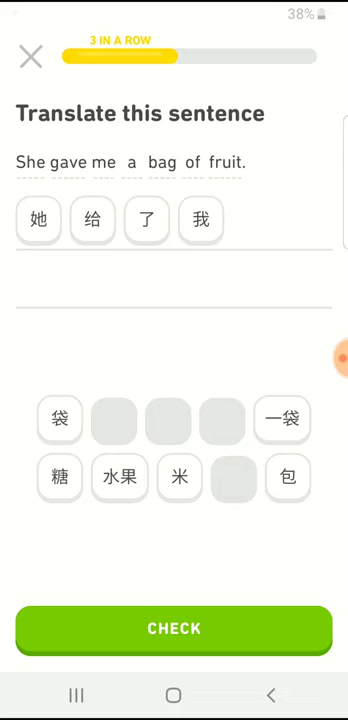 38%
3 IN A ROW
Translate this sentence
She gave me a bag of fruit.
她 给 了 我
袋 一袋
糖 水果 米 包
CHECK